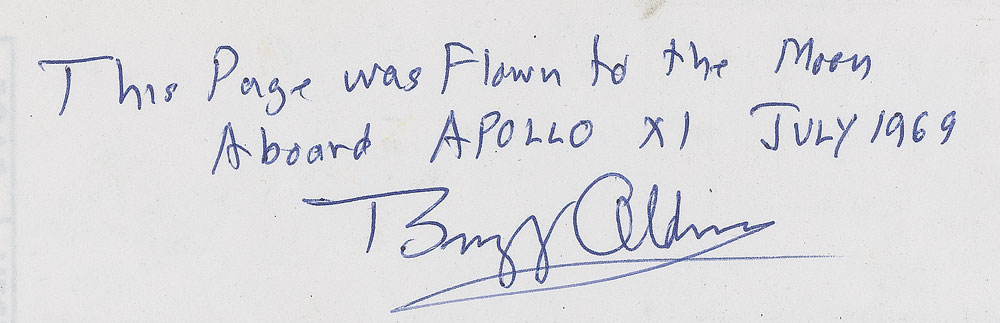 This Page was Flown to the Moon
Aboard APOLLO XI JULY 1969
Buzz Aldrin